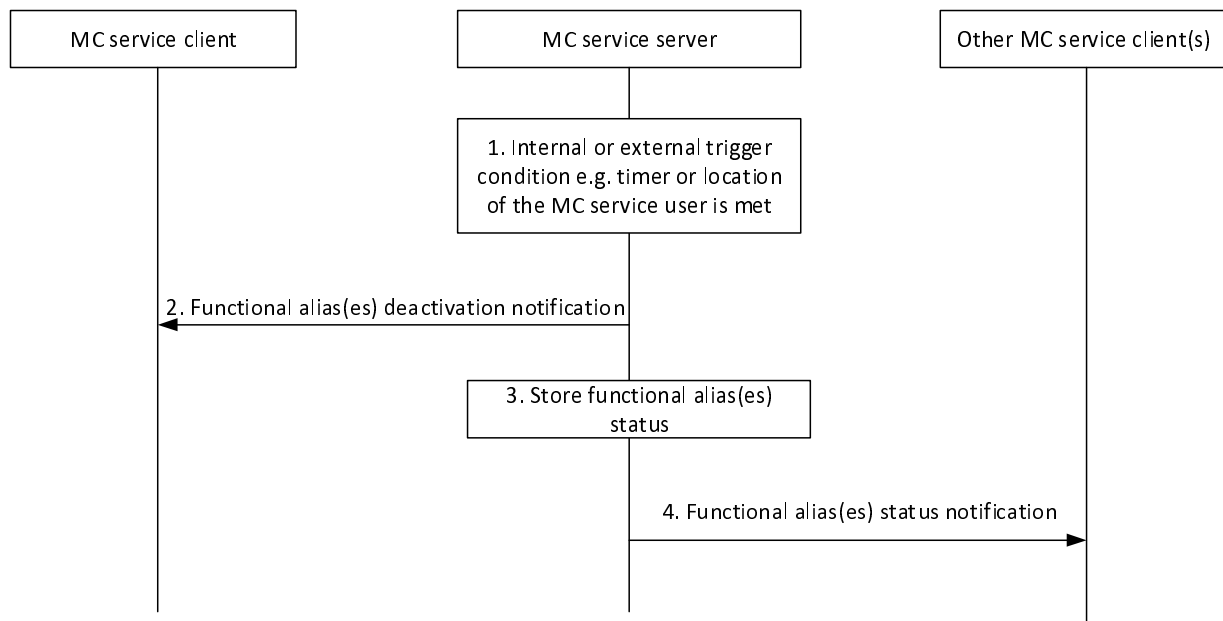 MC service client
MC service server
Other MC service client(s)
1. Internal or external trigger
condition e.g. timer or location
of the MC service user is met
2. Functional alias(es) deactivation notification
3. Store functional alias(es)
status
4. Functional alias(es) status notification